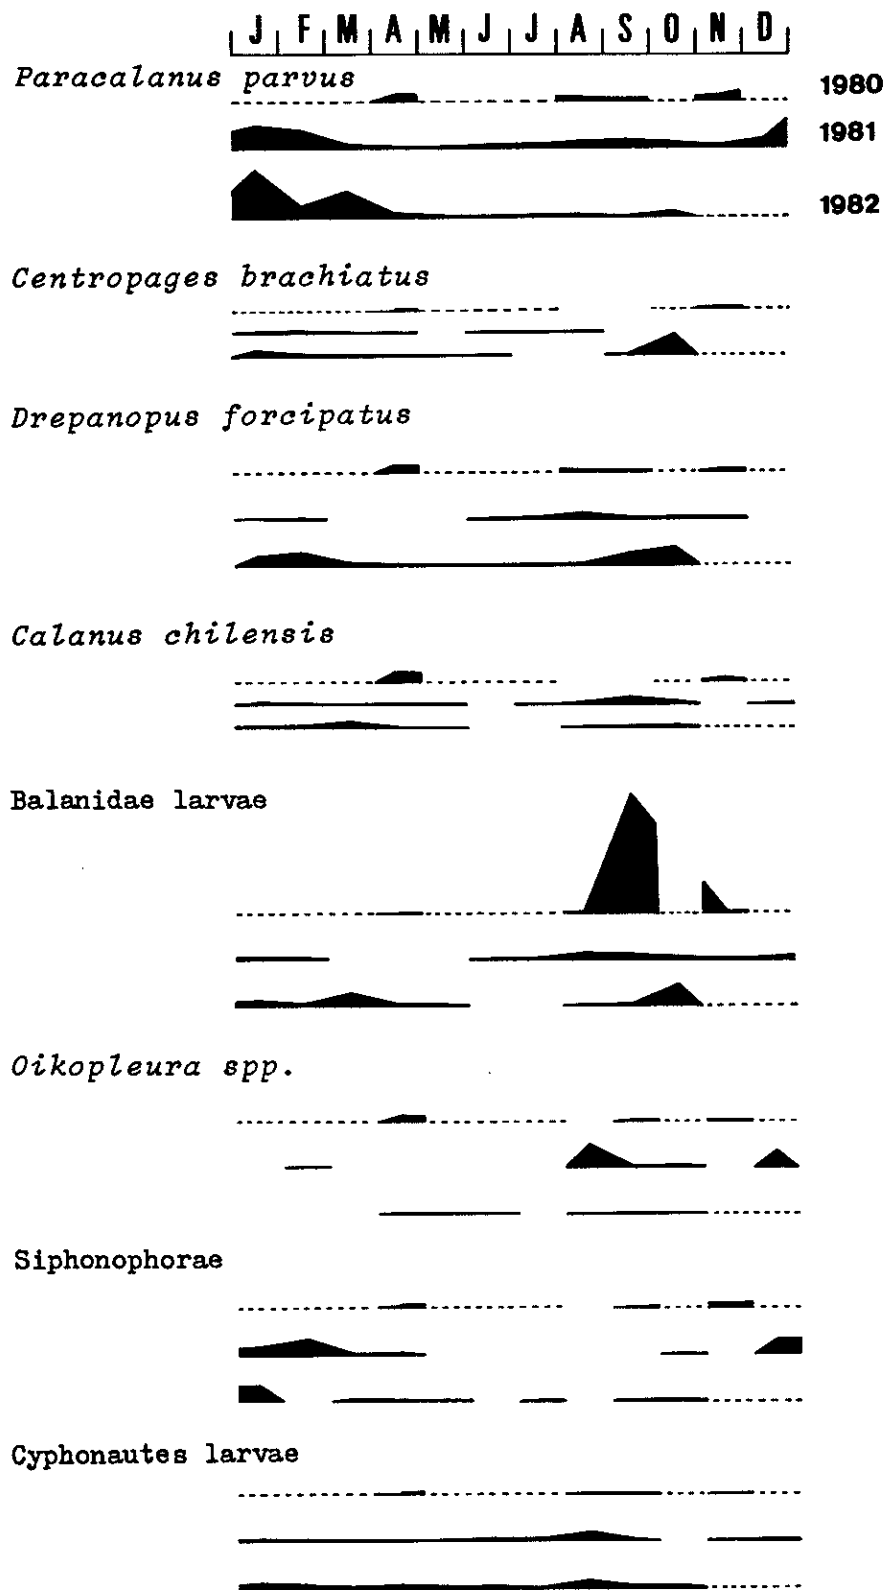 J F M A M J J A S O N D
Paracalanus parvus
1980
1981
1982
Centropages brachiatus
Drepanopus forcipatus
Calanus chilensis
Balanidae larvae
Oikopleura spp.
Siphonophorae
Cyphonautes larvae